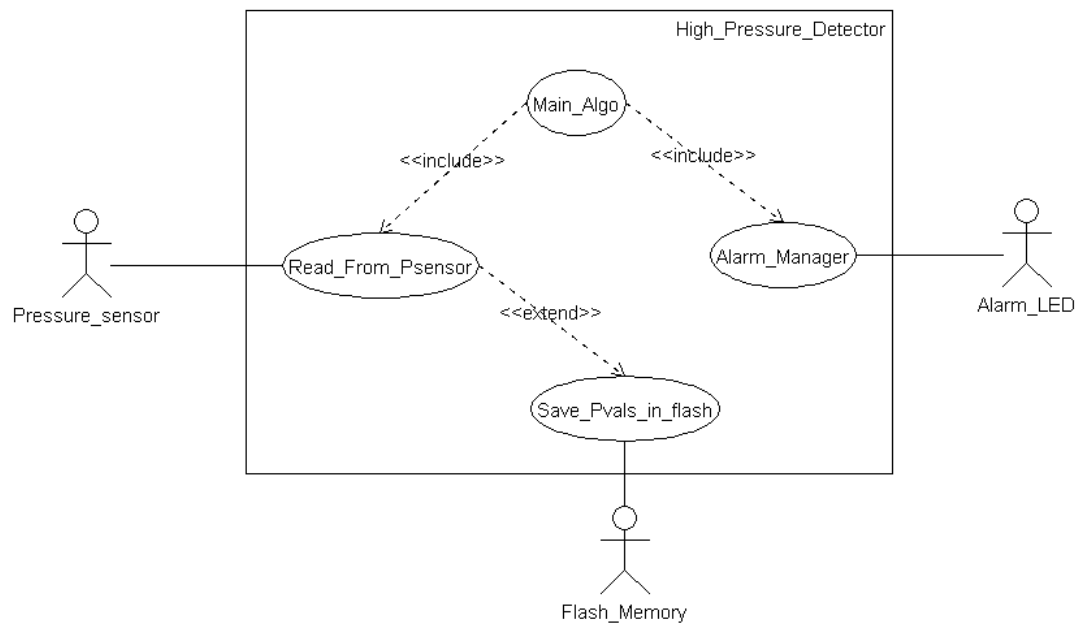 High_Pressure_Detector
Main_Algo
<<include>>
<<include>>
Read_From_Psensor
Alarm_Manager
Pressure_sensor
Alarm_LED
<<extend>>
Save_Pvals_in_flash
Flash_Memory